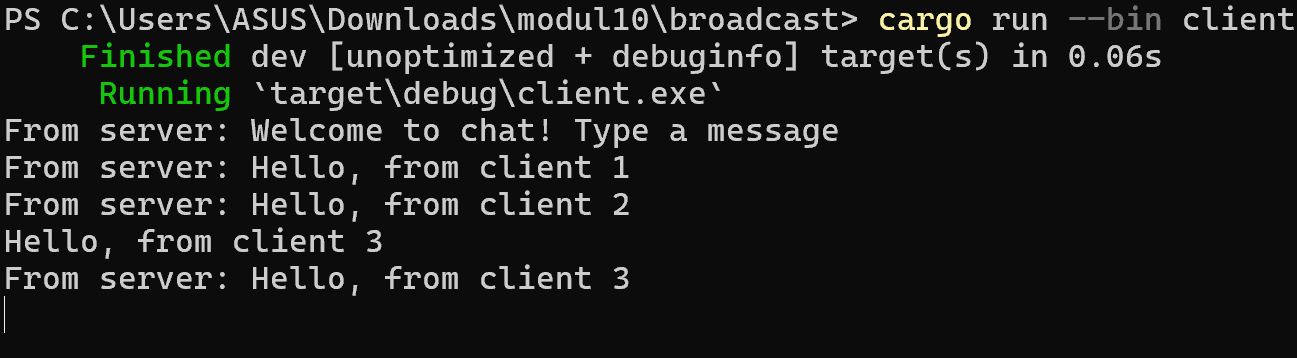 PS C:\Users\ASUS\Downloads\modul10\broadcast> cargo run --bin client
Finished dev [unoptimized + debuginfo] target(s) in 0.06s
Running `target\debug\client.exe`
From server: Welcome to chat! Type a message
From server: Hello, from client 1
From server: Hello, from client 2
Hello, from client 3
From server: Hello, from client 3